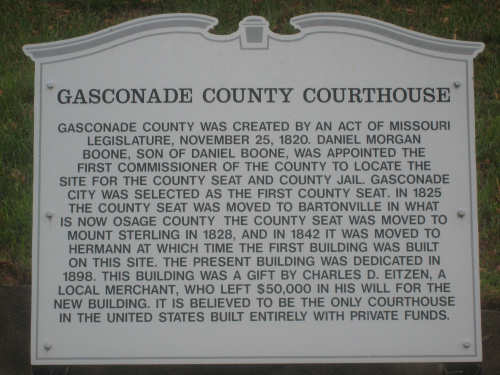 GASCONADE COUNTY COURTHOUSE
GASCONADE COUNTY WAS CREATED BY AN ACT OF MISSOURI
LEGISLATURE, NOVEMBER 25, 1820. DANIEL MORGAN
BOONE, SON OF DANIEL BOONE, WAS APPOINTED THE
FIRST COMMISSIONER OF THE COUNTY TO LOCATE THE
SITE FOR THE COUNTY SEAT AND COUNTY JAIL. GASCONADE
CITY WAS SELECTED AS THE FIRST COUNTY SEAT. IN 1825
THE COUNTY SEAT WAS MOVED TO BARTONVILLE IN WHAT
IS NOW OSAGE COUNTY. THE COUNTY SEAT WAS MOVED TO
MOUNT STERLING IN 1828, AND IN 1842 IT WAS MOVED TO
HERMANN AT WHICH TIME THE FIRST BUILDING WAS BUILT
ON THIS SITE. THE PRESENT BUILDING WAS DEDICATED IN
1898. THIS BUILDING WAS A GIFT BY CHARLES D. EITZEN, A
LOCAL MERCHANT, WHO LEFT $50,000 IN HIS WILL FOR THE
NEW BUILDING. IT IS BELIEVED TO BE THE ONLY COURTHOUSE
IN THE UNITED STATES BUILT ENTIRELY WITH PRIVATE FUNDS.